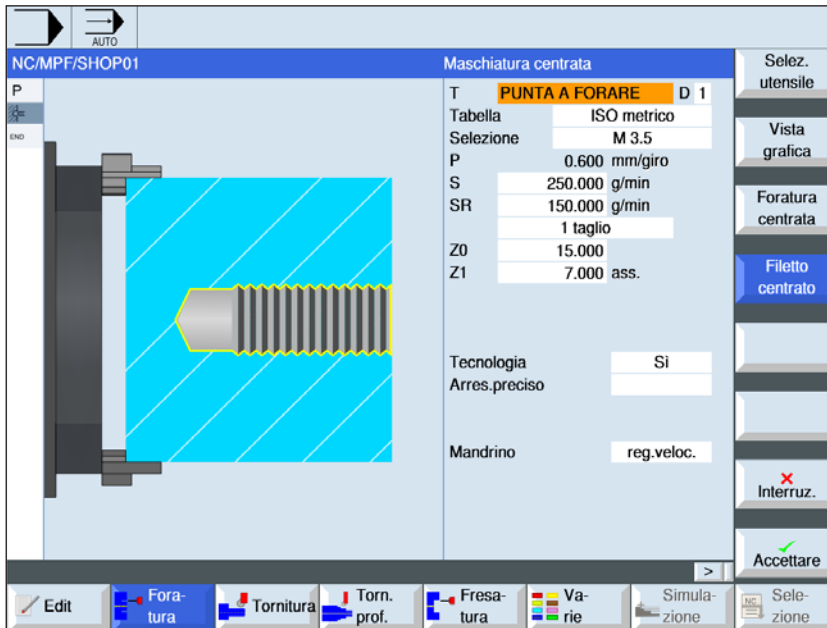 AUTO
NC/MPF/SHOP01
Maschiatura centrata
P
END
T PUNTA A FORARE D 1
Tabella ISO metrico
Selezione M 3.5
P 0.600 mm/giro
S 250.000 g/min
SR 150.000 g/min
1 taglio
Z0 15.000
Z1 7.000 ass.
Tecnologia Sì
Arres.preciso
Mandrino reg.veloc.
Selez.
utensile
Vista
grafica
Foratura
centrata
Filetto
centrato
Interruz.
Accettare
>
Edit
Fora-
tura
Tornitura
Torn.
prof.
Fresa-
tura
Va-
rie
Simula-
zione
NC
Sele-
zione